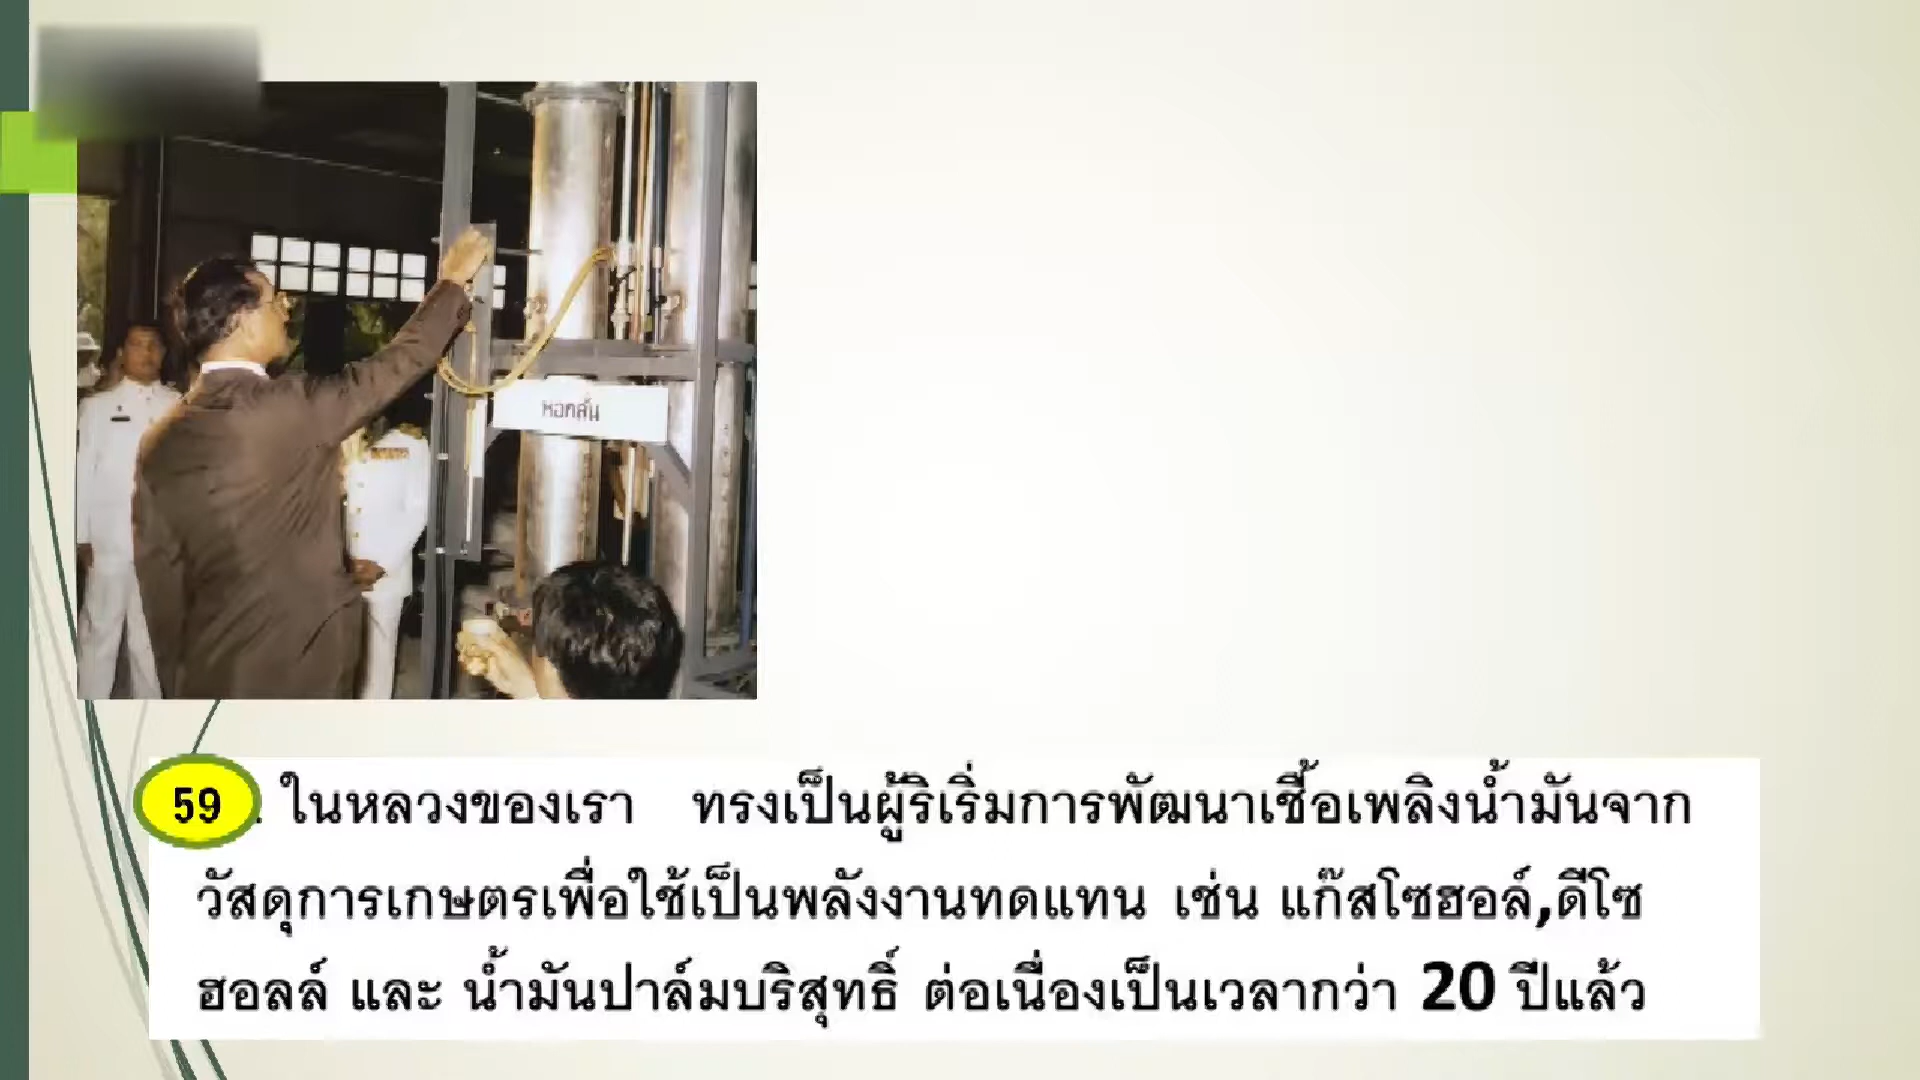 หอกลั่น
59. ในหลวงของเรา ทรงเป็นผู้ริเริ่มการพัฒนาเชื้อเพลิงน้ำมันจาก
วัสดุการเกษตรเพื่อใช้เป็นพลังงานทดแทน เช่น แก๊สโซฮอล์,ดีโซ
ฮอลล์ และ น้ำมันปาล์มบริสุทธิ์ ต่อเนื่องเป็นเวลากว่า 20 ปีแล้ว